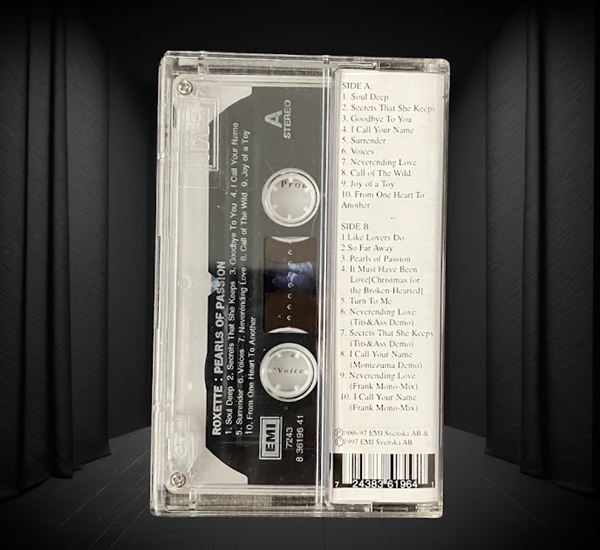 ROXETTE : PEARLS OF PASSION
1. Soul Deep 2. Secrets That She Keeps 3. Goodbye To You 4. I Call Your Name
5. Surrender 6. Voices 7. Neverending Love 8. Call of The Wild 9. Joy of a Toy
10. From One Heart To Another
A
STEREO
EMI
7243
8 36196 41
Voice
SIDE A:
1. Soul Deep
2. Secrets That She Keeps
3. Goodbye To You
4. I Call Your Name
5. Surrender
6. Voices
7. Neverending Love
8. Call of The Wild
9. Joy of a Toy
10. From One Heart To
Another
SIDE B:
1.Like Lovers Do
2:So Far Away
3. Pearls of Passion
4. It Must Have Been
Love[Christmas for
the Broken-Hearted]
5. Turn To Me
6. Neverending Love
(Tits&Ass Demo)
7. Secrets That She Keeps
(Tits&Ass Demo)
8. I Call Your Name
(Montezuma Demo)
9. Neverending Love
(Frank Mono-Mix)
10. I Call Your Name
(Frank Mono-Mix)
Ⓟ1986-97 EMI Svenska AB &
©1997 EMI Svenska AB
7 24383 61964 1